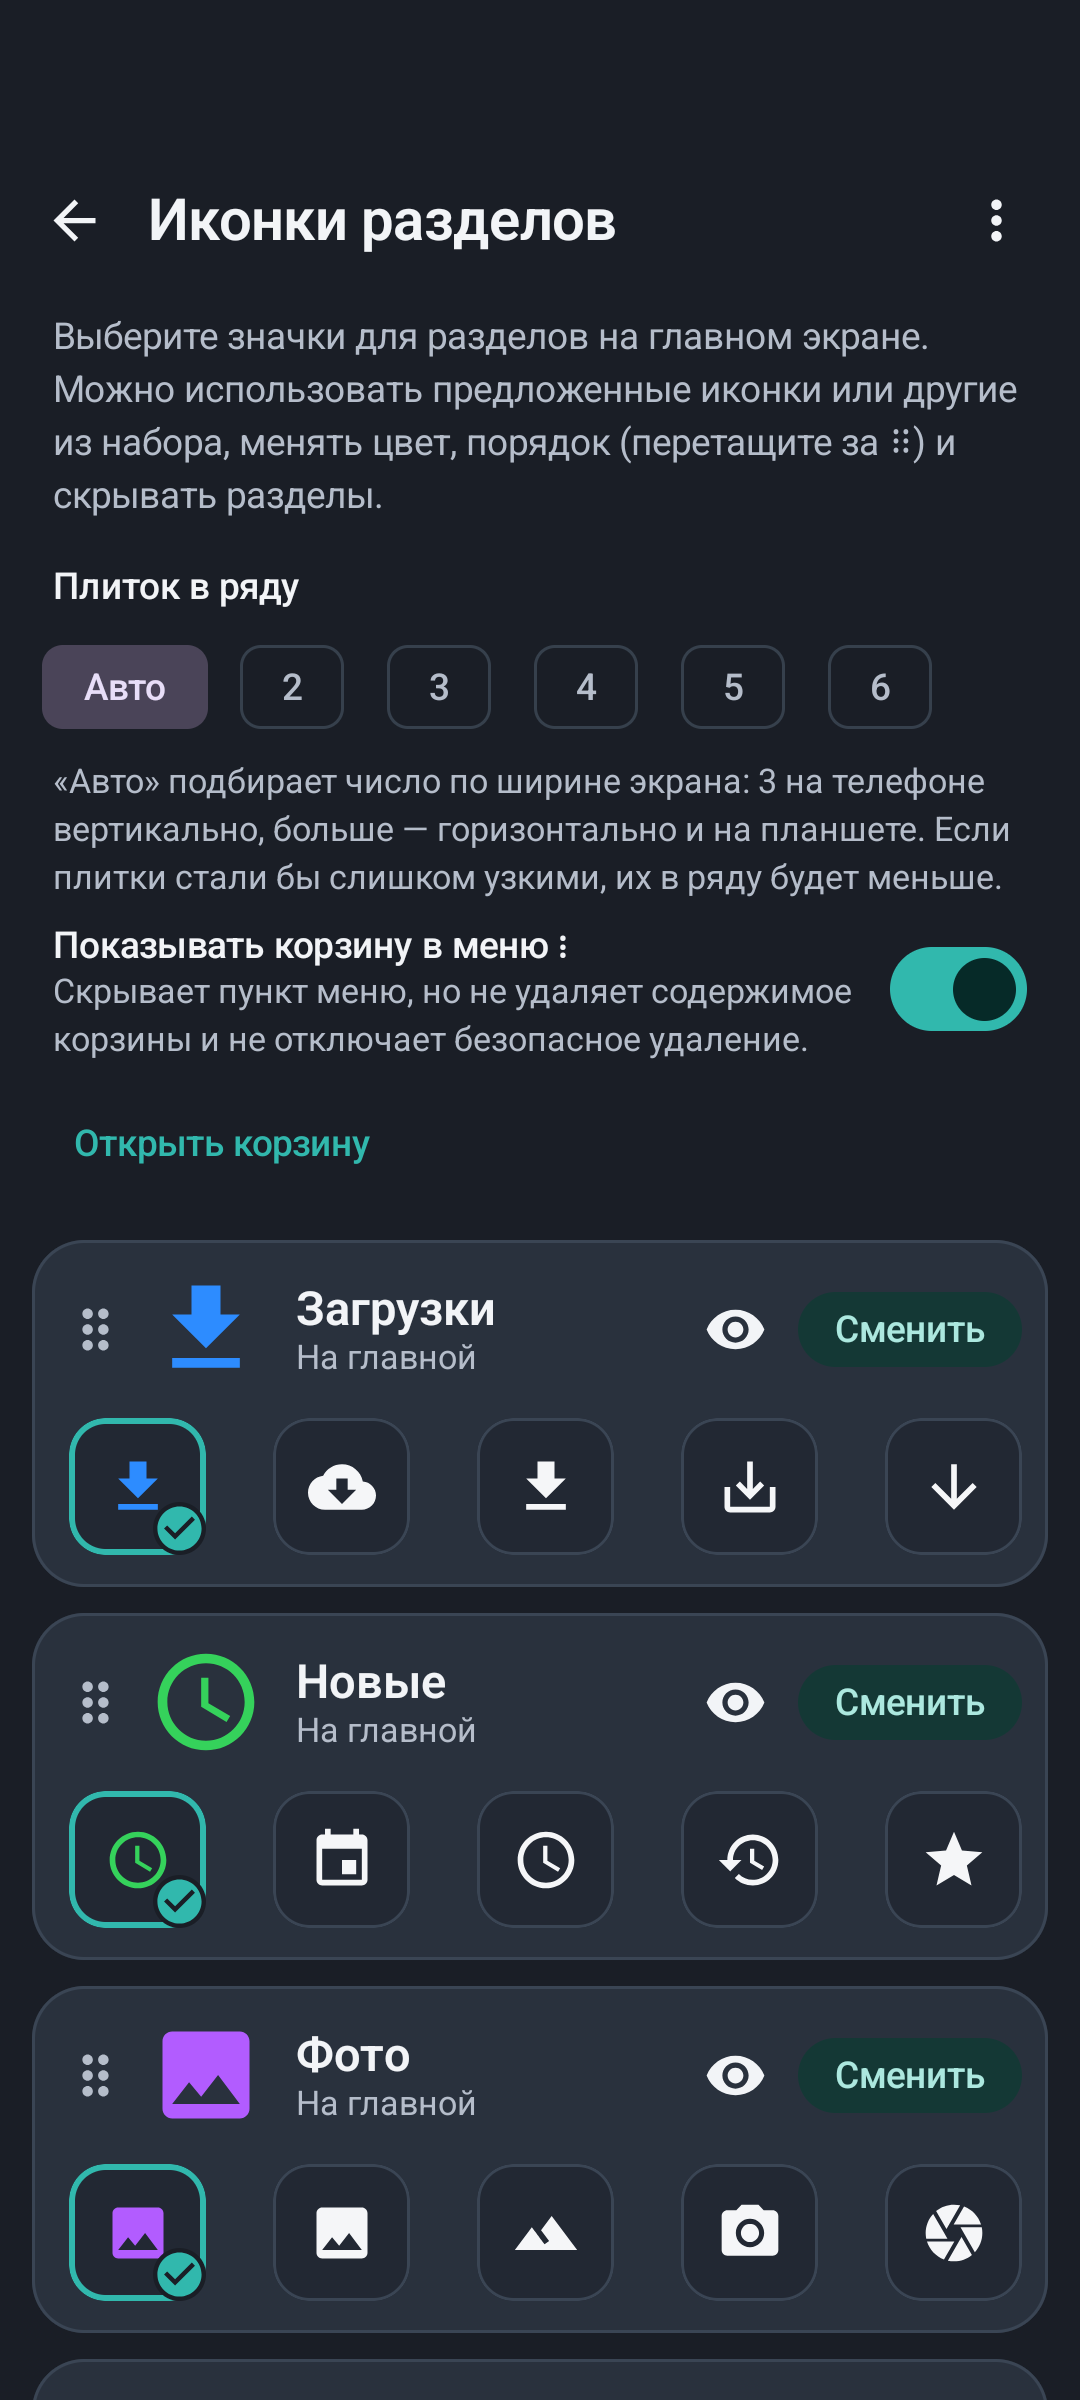 Иконки разделов
Выберите значки для разделов на главном экране.
Можно использовать предложенные иконки или другие
из набора, менять цвет, порядок (перетащите за ⠿) и
скрывать разделы.
Плиток в ряду
Авто 2 3 4 5 6
«Авто» подбирает число по ширине экрана: 3 на телефоне
вертикально, больше — горизонтально и на планшете. Если
плитки стали бы слишком узкими, их в ряду будет меньше.
Показывать корзину в меню ⋮
Скрывает пункт меню, но не удаляет содержимое
корзины и не отключает безопасное удаление.
Открыть корзину
Загрузки
На главной
Сменить
Новые
На главной
Сменить
Фото
На главной
Сменить